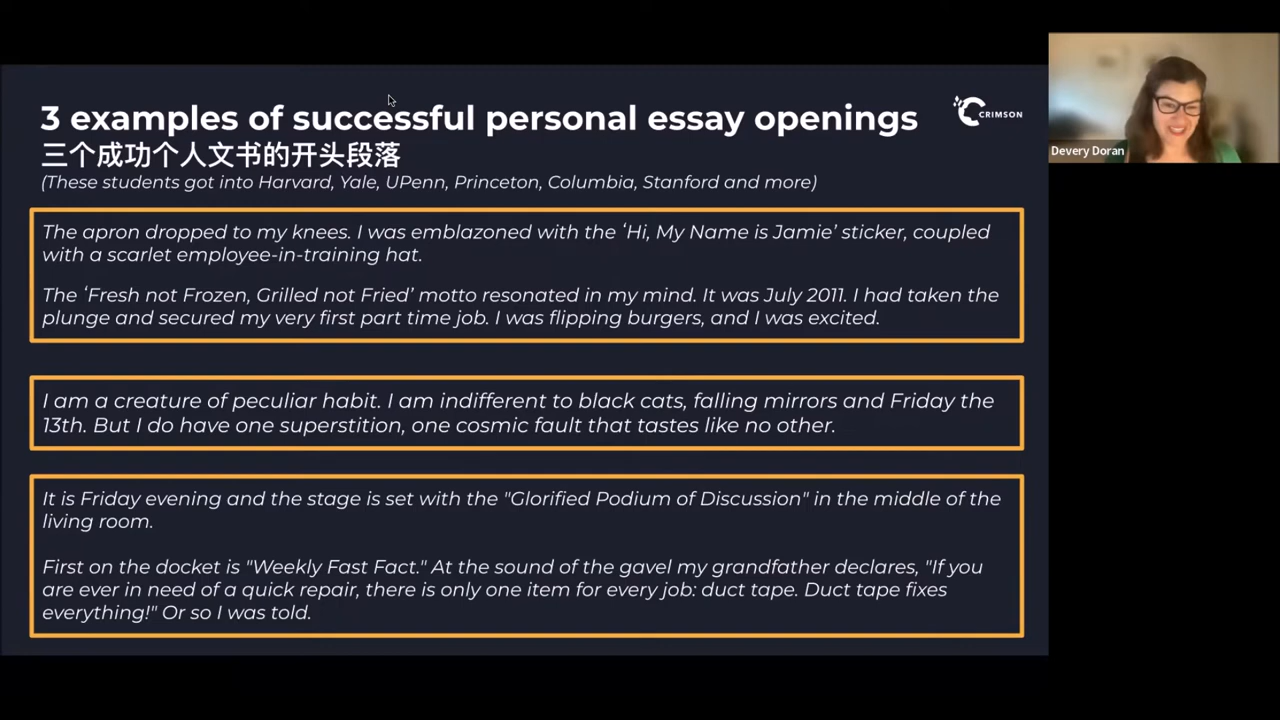 3 examples of successful personal essay openings
三个成功个人文书的开头段落
(These students got into Harvard, Yale, UPenn, Princeton, Columbia, Stanford and more)
CRIMSON
Devery Doran
The apron dropped to my knees. I was emblazoned with the ‘Hi, My Name is Jamie’ sticker, coupled
with a scarlet employee-in-training hat.
The ‘Fresh not Frozen, Grilled not Fried’ motto resonated in my mind. It was July 2011. I had taken the
plunge and secured my very first part time job. I was flipping burgers, and I was excited.
I am a creature of peculiar habit. I am indifferent to black cats, falling mirrors and Friday the
13th. But I do have one superstition, one cosmic fault that tastes like no other.
It is Friday evening and the stage is set with the "Glorified Podium of Discussion" in the middle of the
living room.
First on the docket is "Weekly Fast Fact." At the sound of the gavel my grandfather declares, "If you
are ever in need of a quick repair, there is only one item for every job: duct tape. Duct tape fixes
everything!" Or so I was told.